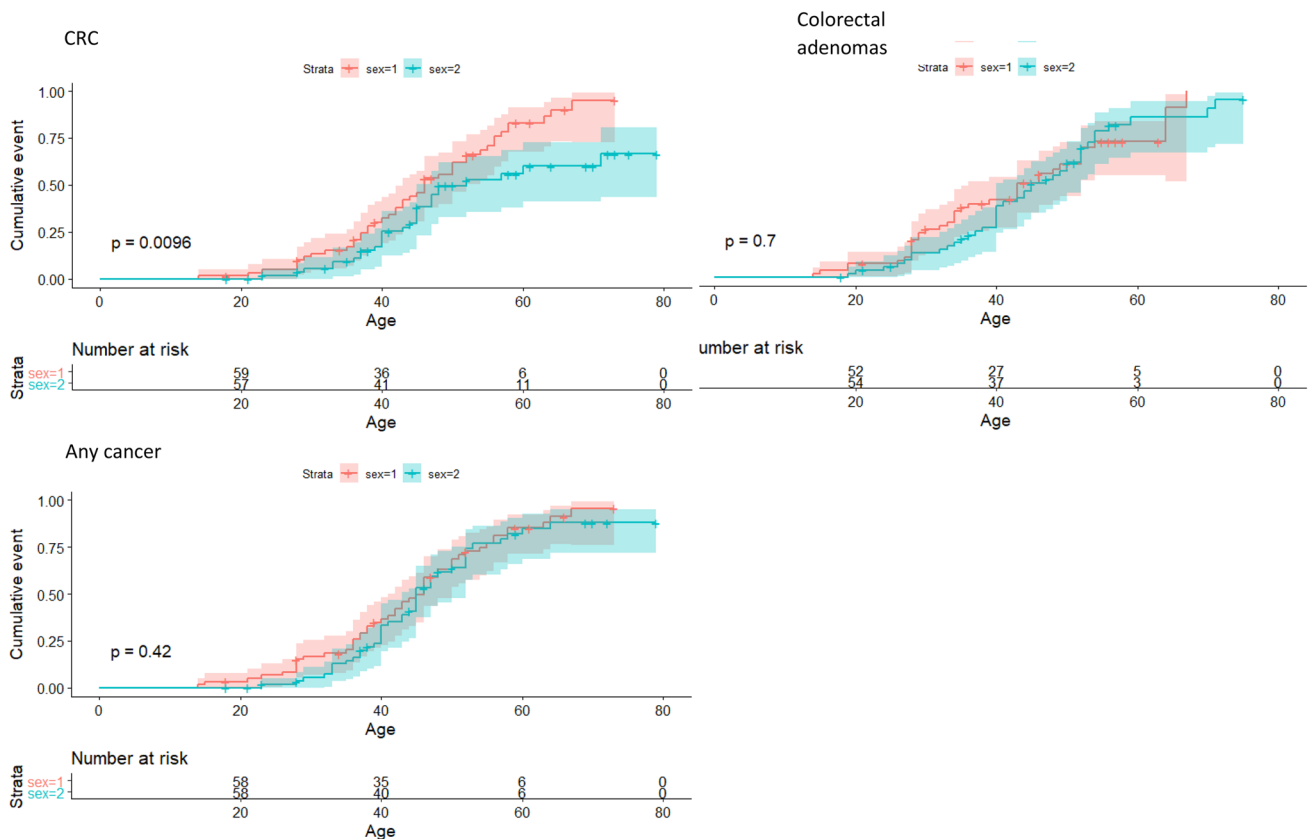 CRC
Strata sex=1 sex=2
Cumulative event
1.00
0.75
0.50
0.25
0.00
p = 0.0096
0 20 40 60 80
Age
Number at risk
Strata
sex=1 59 36 6 0
sex=2 57 41 11 0
20 40 60 80
Age
Colorectal
adenomas
Strata sex=1 sex=2
p = 0.7
0 20 40 60 80
Age
umber at risk
52 27 5 0
54 37 3 0
20 40 60 80
Age
Any cancer
Strata sex=1 sex=2
Cumulative event
1.00
0.75
0.50
0.25
0.00
p = 0.42
0 20 40 60 80
Age
Number at risk
Strata
sex=1 58 35 6 0
sex=2 58 40 6 0
20 40 60 80
Age